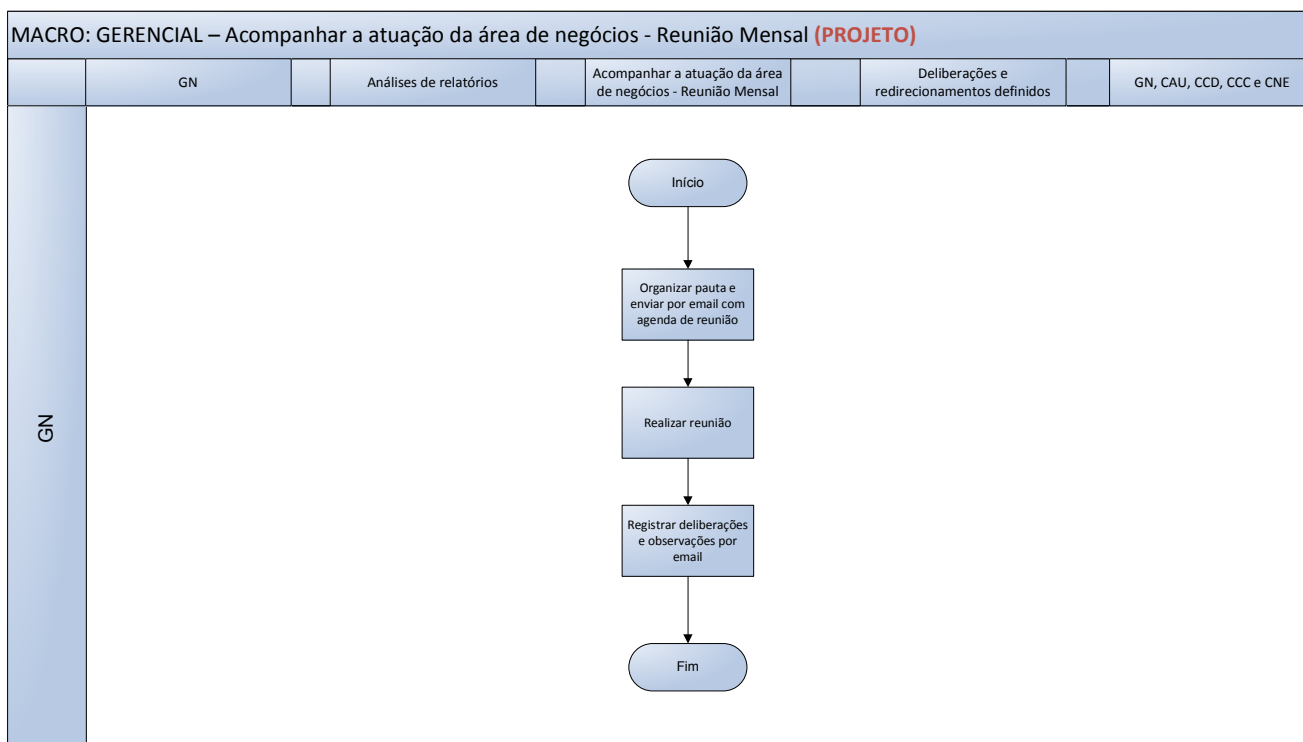 MACRO: GERENCIAL – Acompanhar a atuação da área de negócios - Reunião Mensal (PROJETO)
GN
Análises de relatórios
Acompanhar a atuação da área
de negócios - Reunião Mensal
Deliberações e
redirecionamentos definidos
GN, CAU, CCD, CCC e CNE
GN
Início
Organizar pauta e
enviar por email com
agenda de reunião
Realizar reunião
Registrar deliberações
e observações por
email
Fim